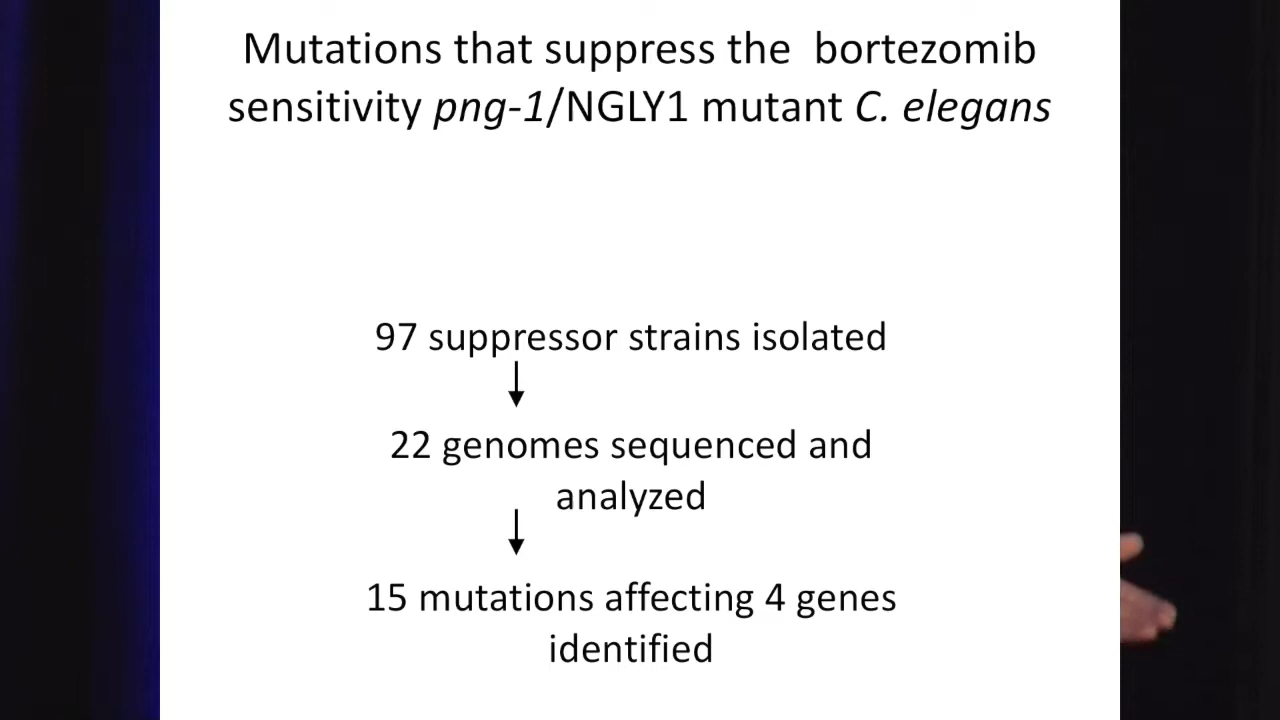 Mutations that suppress the bortezomib
sensitivity png-1/NGLY1 mutant C. elegans
97 suppressor strains isolated
22 genomes sequenced and
analyzed
15 mutations affecting 4 genes
identified